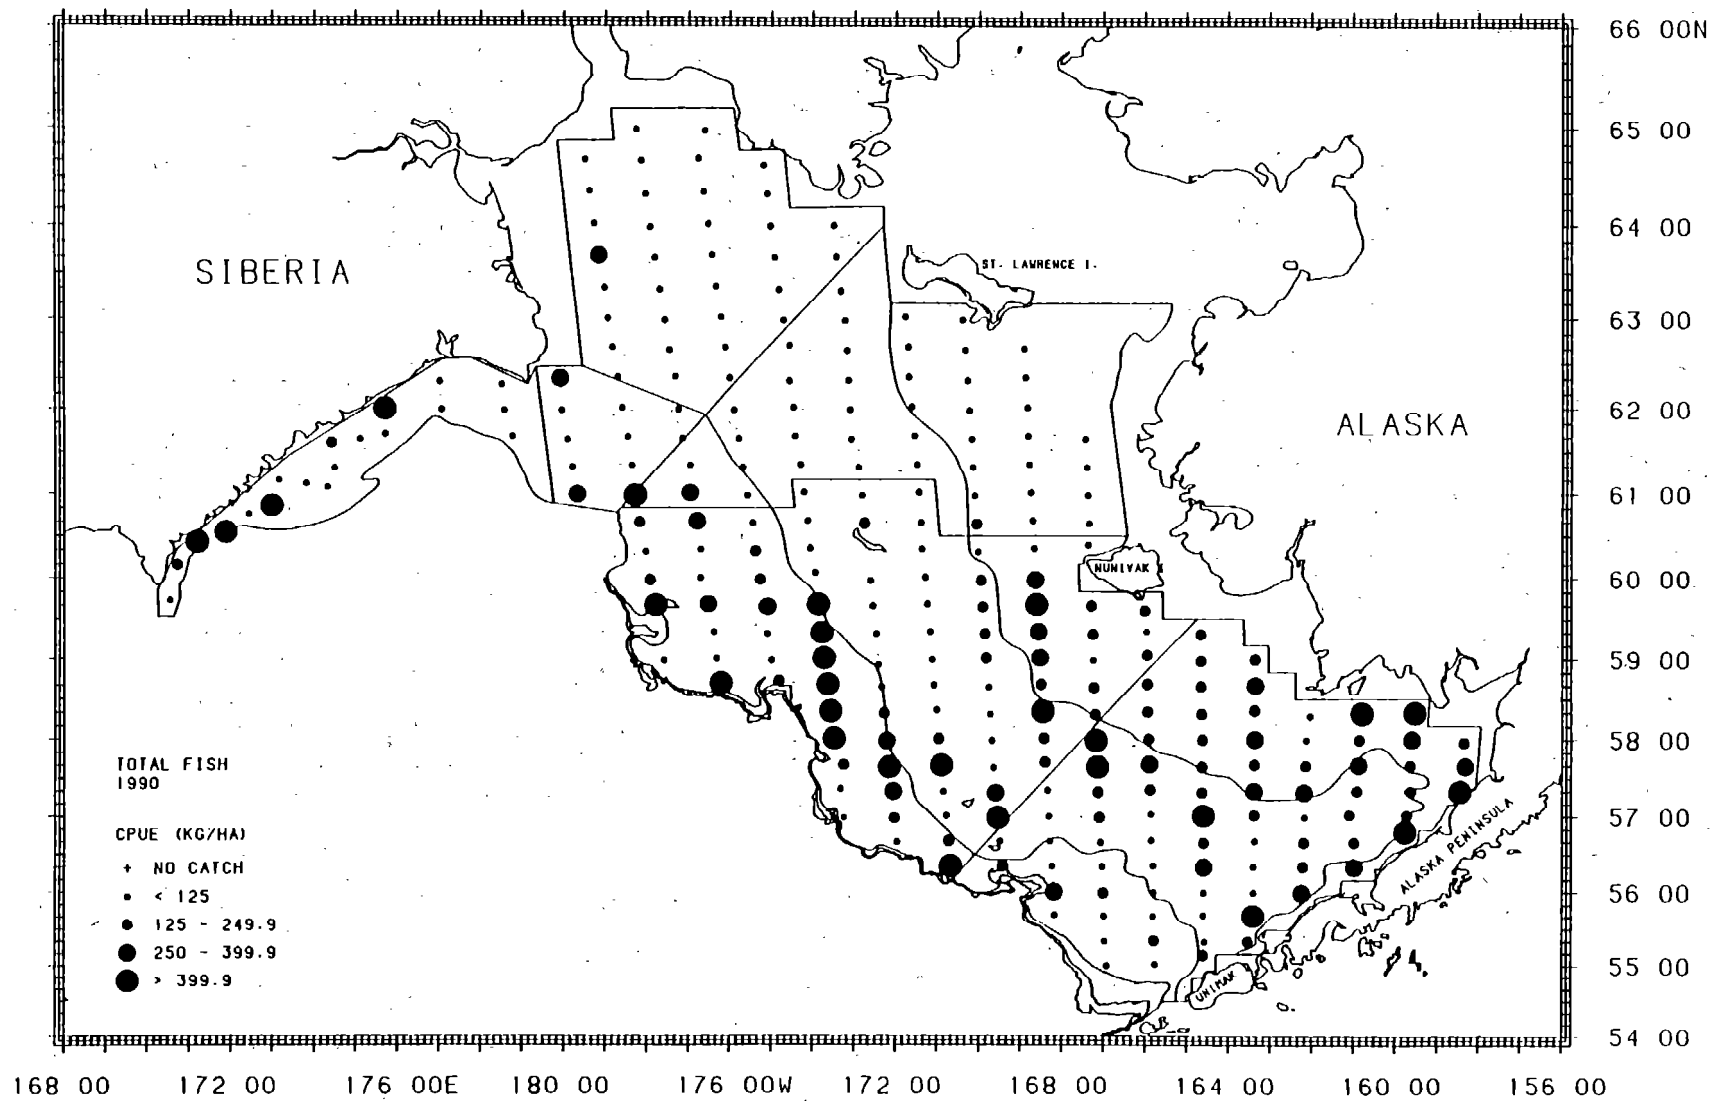 66 00N
65 00
64 00
SIBERIA
ST. LAWRENCE I.
63 00
62 00
ALASKA
61 00
60 00
NUNIVAK
59 00
58 00
TOTAL FISH
1990
57 00
CPUE (KG/HA)
+ NO CATCH
< 125
125 - 249.9
250 - 399.9
> 399.9
ALASKA PENINSULA
56 00
55 00
UNIMAK
54 00
168 00 172 00 176 00E 180 00 176 00W 172 00 168 00 164 00 160 00 156 00